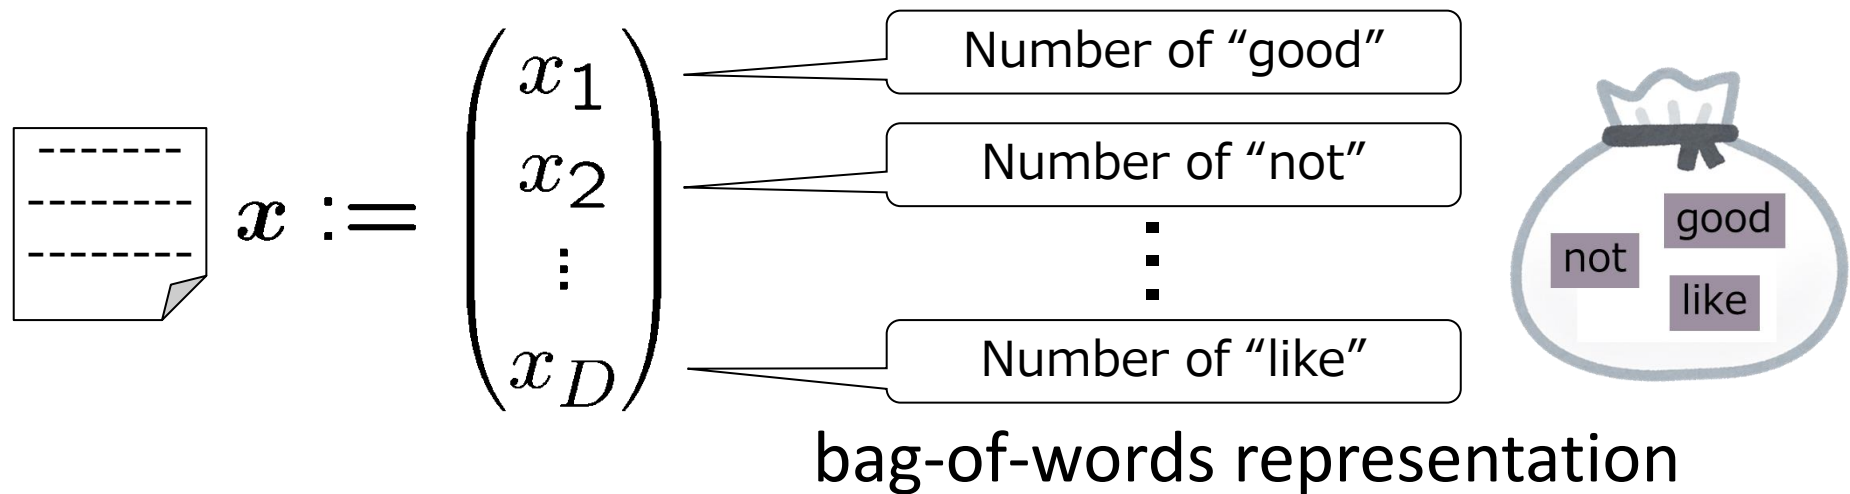 x := ( x1 x2 ⋮ xD )
Number of “good”
Number of “not”
⋮
Number of “like”
good
not
like
bag-of-words representation